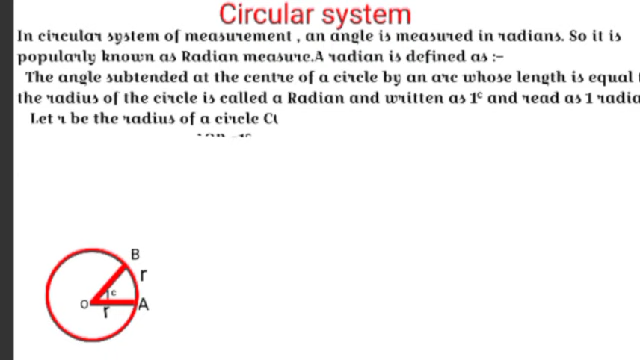 Circular system
In circular system of measurement , an angle is measured in radians. So it is
popularly known as Radian measure.A radian is defined as :-
The angle subtended at the centre of a circle by an arc whose length is equal
the radius of the circle is called a Radian and written as 1ᶜ and read as 1 radia
Let r be the radius of a circle
B
r
c
O
A
r